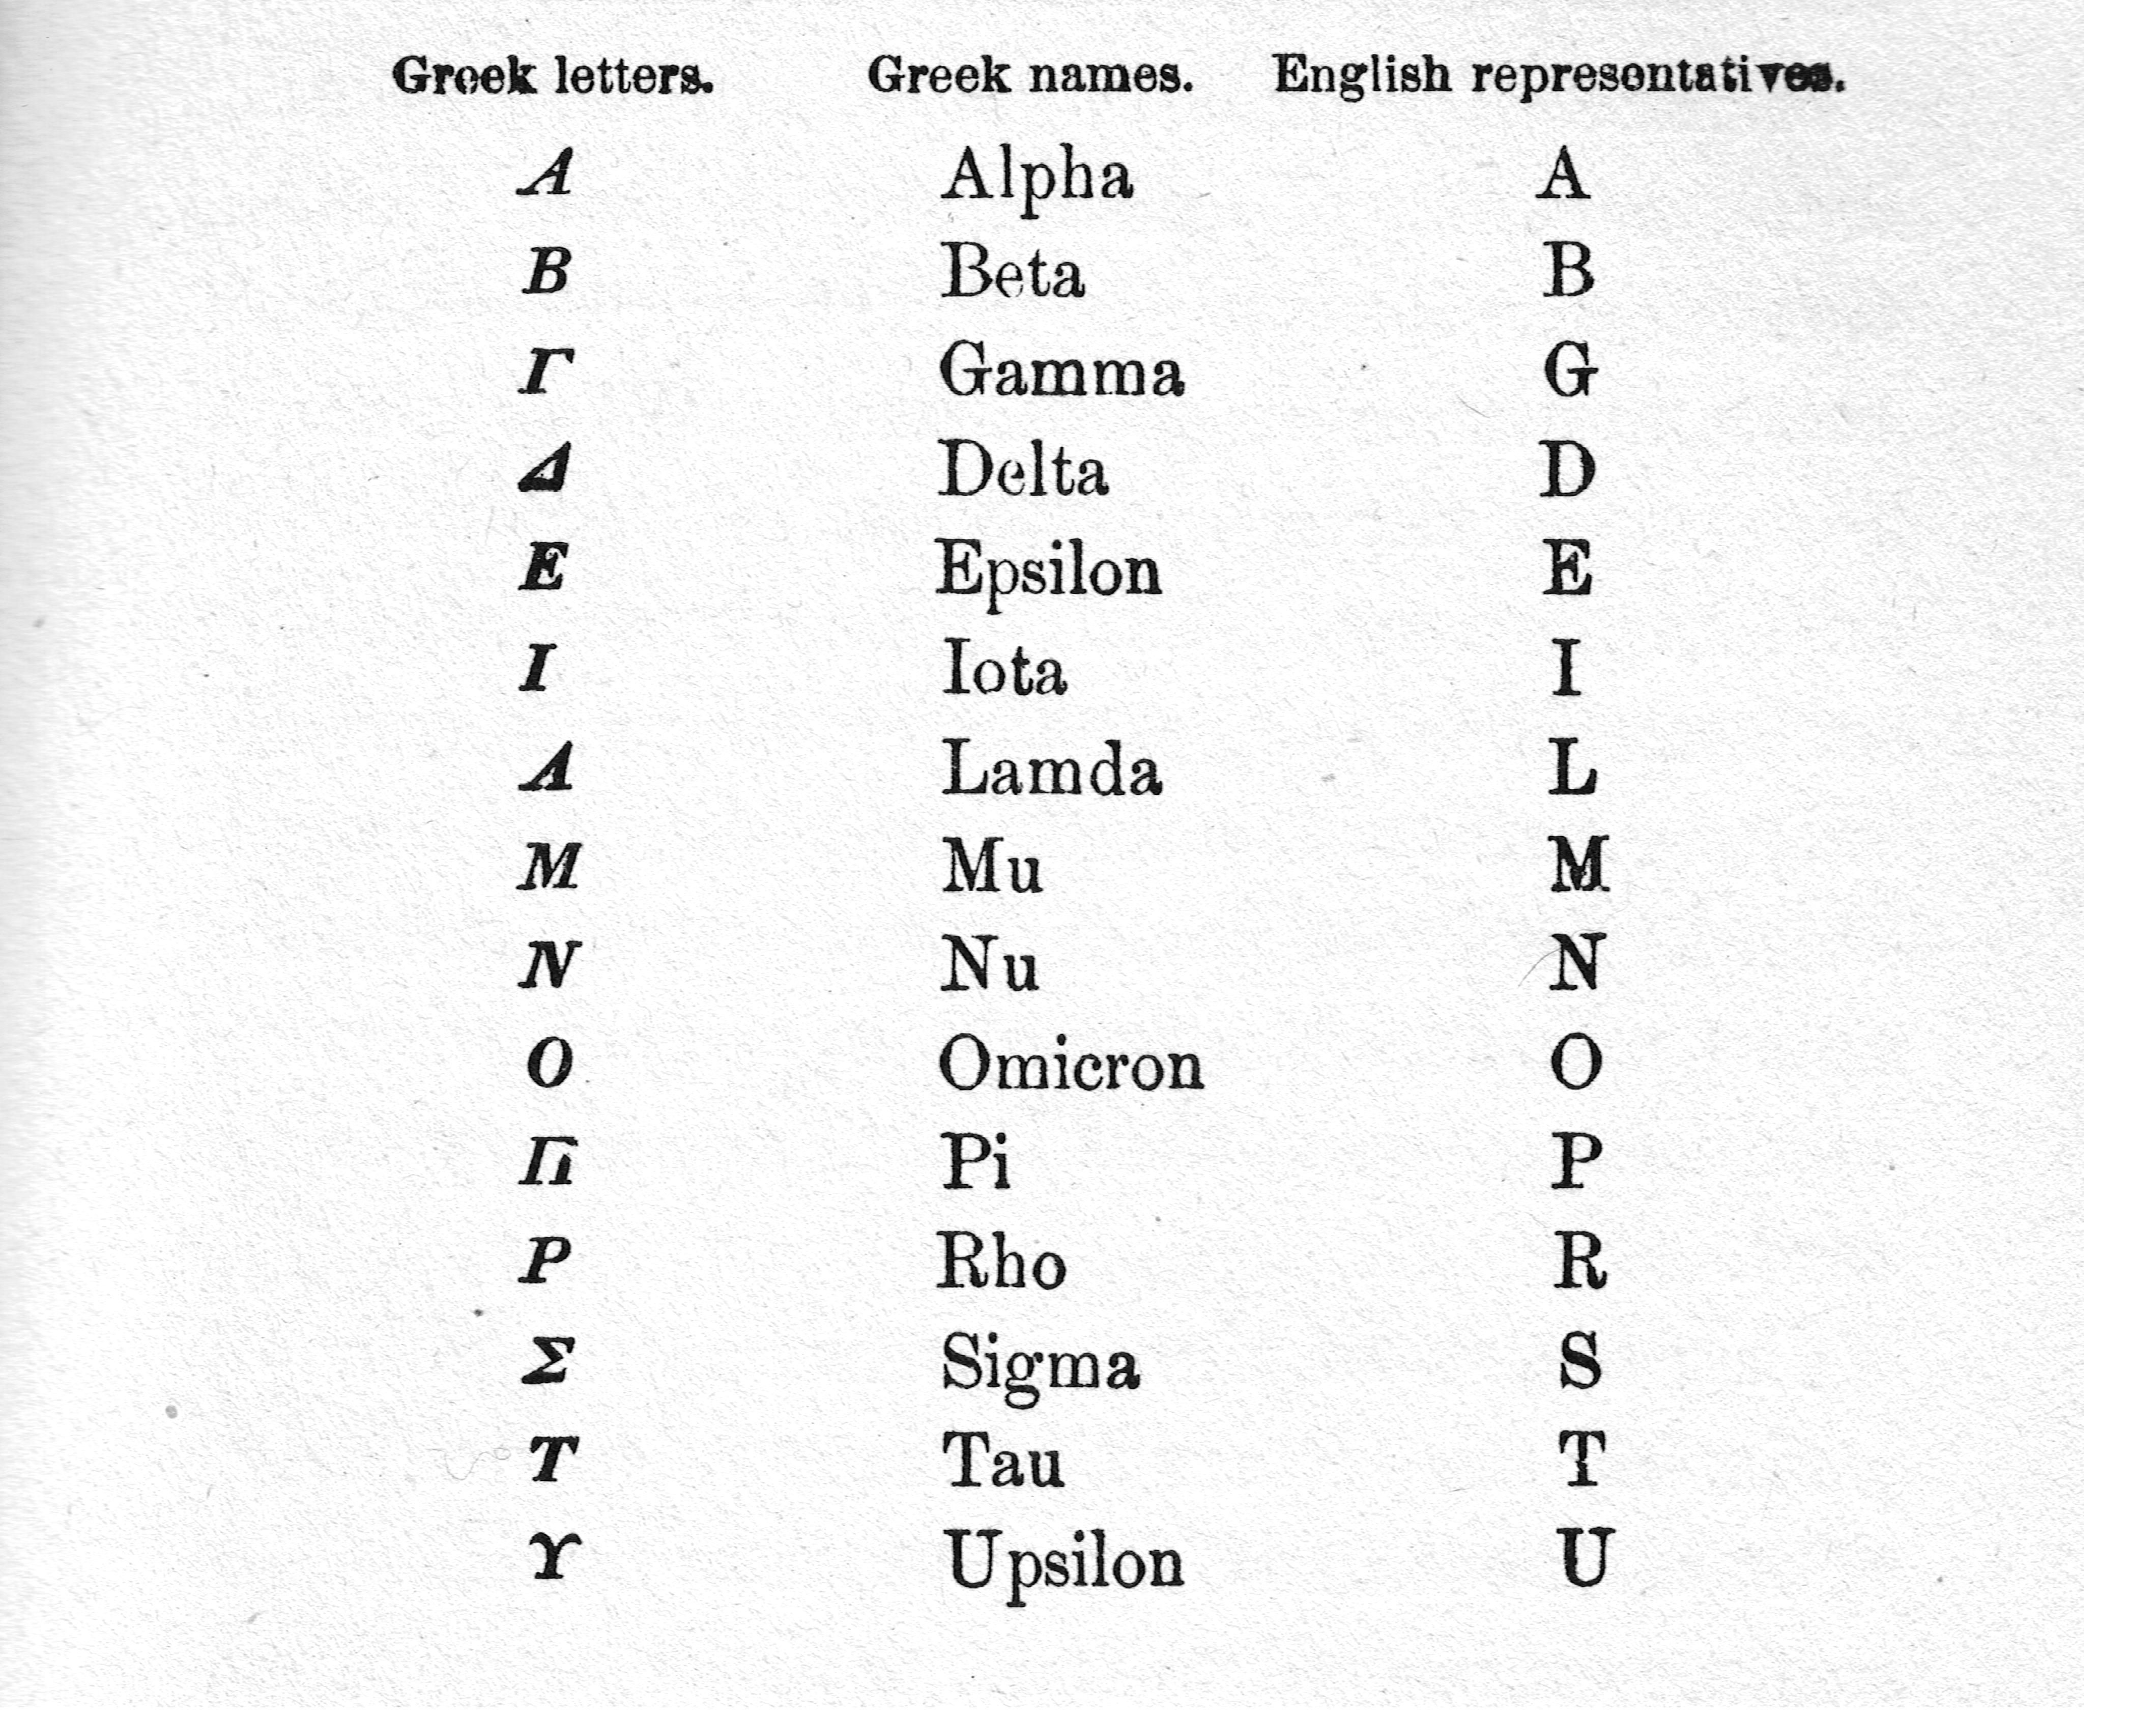 Greek letters. Greek names. English representatives.
Α Alpha A
Β Beta B
Γ Gamma G
Δ Delta D
Ε Epsilon E
Ι Iota I
Λ Lamda L
Μ Mu M
Ν Nu N
Ο Omicron O
Π Pi P
Ρ Rho R
Σ Sigma S
Τ Tau T
ϒ Upsilon U